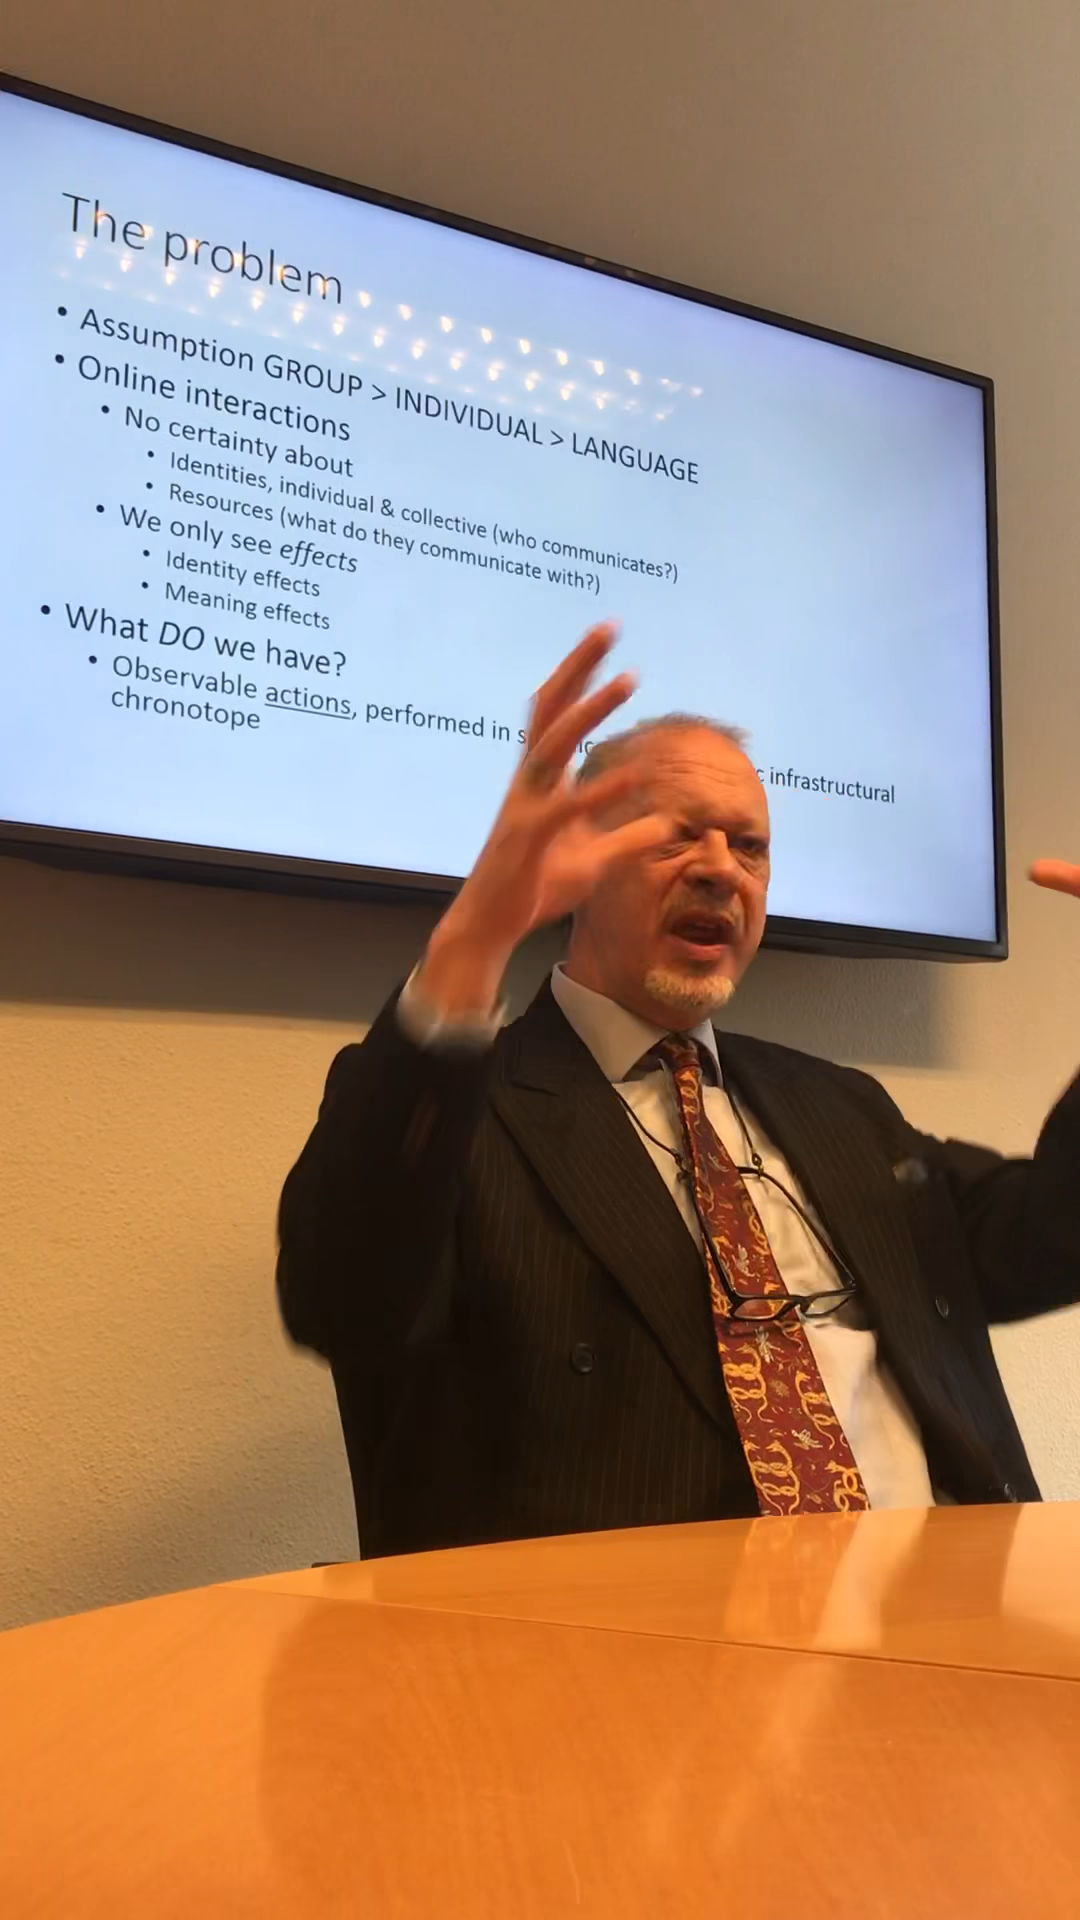 The problem
• Assumption GROUP > INDIVIDUAL > LANGUAGE
• Online interactions
• No certainty about
• Identities, individual & collective (who communicates?)
• Resources (what do they communicate with?)
• We only see effects
• Identity effects
• Meaning effects
• What DO we have?
• Observable actions, performed in infrastructural
chronotope